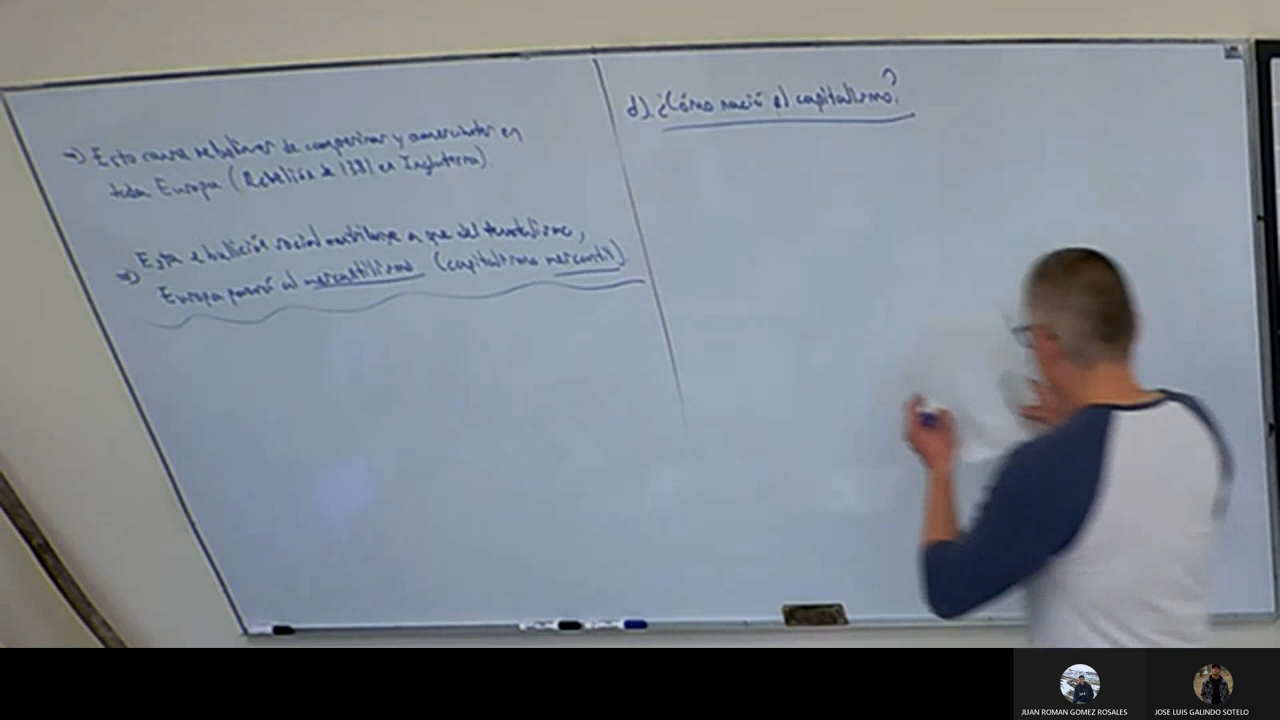 =) Esto causa rebeliones de campesinos y comerciantes en
toda Europa (Rebelión de 1381 en Inglaterra)
=) Esta ebullición social contribuye a que del feudalismo,
Europa pasará al mercantilismo (capitalismo mercantil).
d). ¿Cómo nació el capitalismo?
JUAN ROMAN GOMEZ ROSALES
JOSE LUIS GALINDO SOTELO